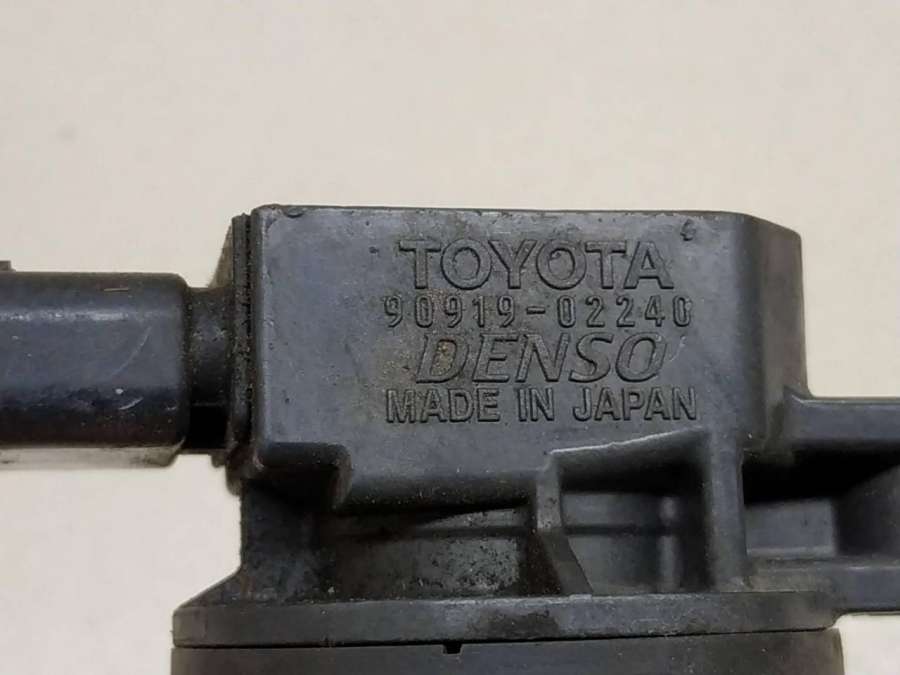 TOYOTA
90919-02240
DENSO
MADE IN JAPAN